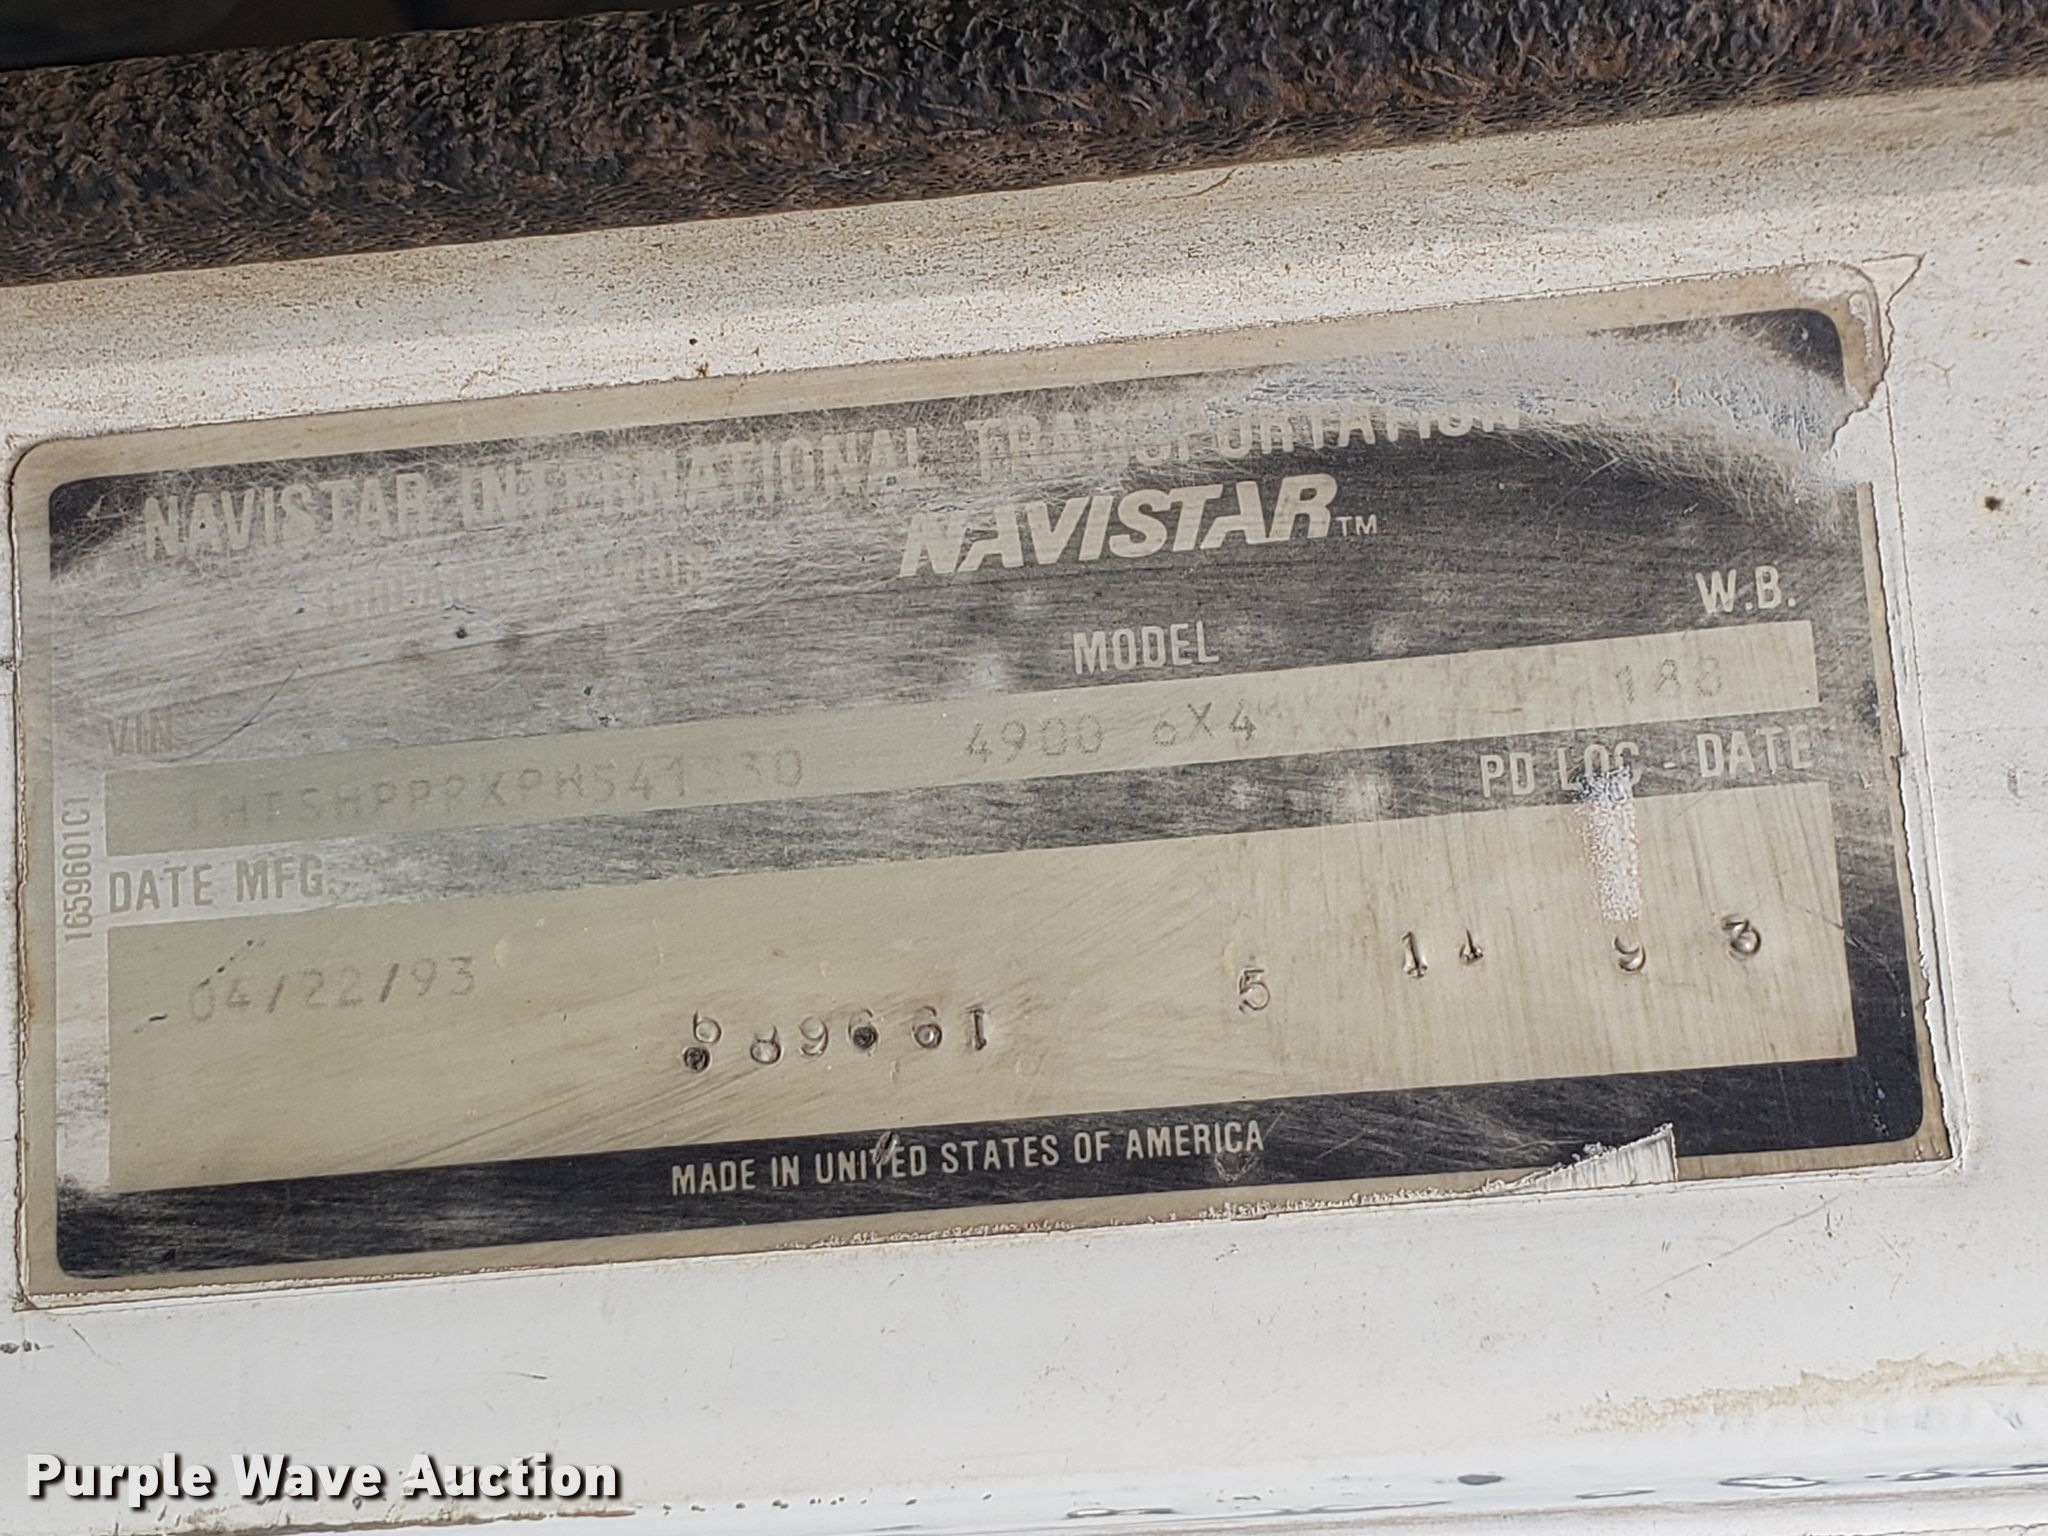 NAVISTAR INTERNATIONAL TRANSPORTATION
NAVISTAR™
MODEL
W.B.
VIN
4900 6X4
188
PD LOC - DATE
DATE MFG.
1659601C1
04/22/93
5 14 93
MADE IN UNITED STATES OF AMERICA
Purple Wave Auction